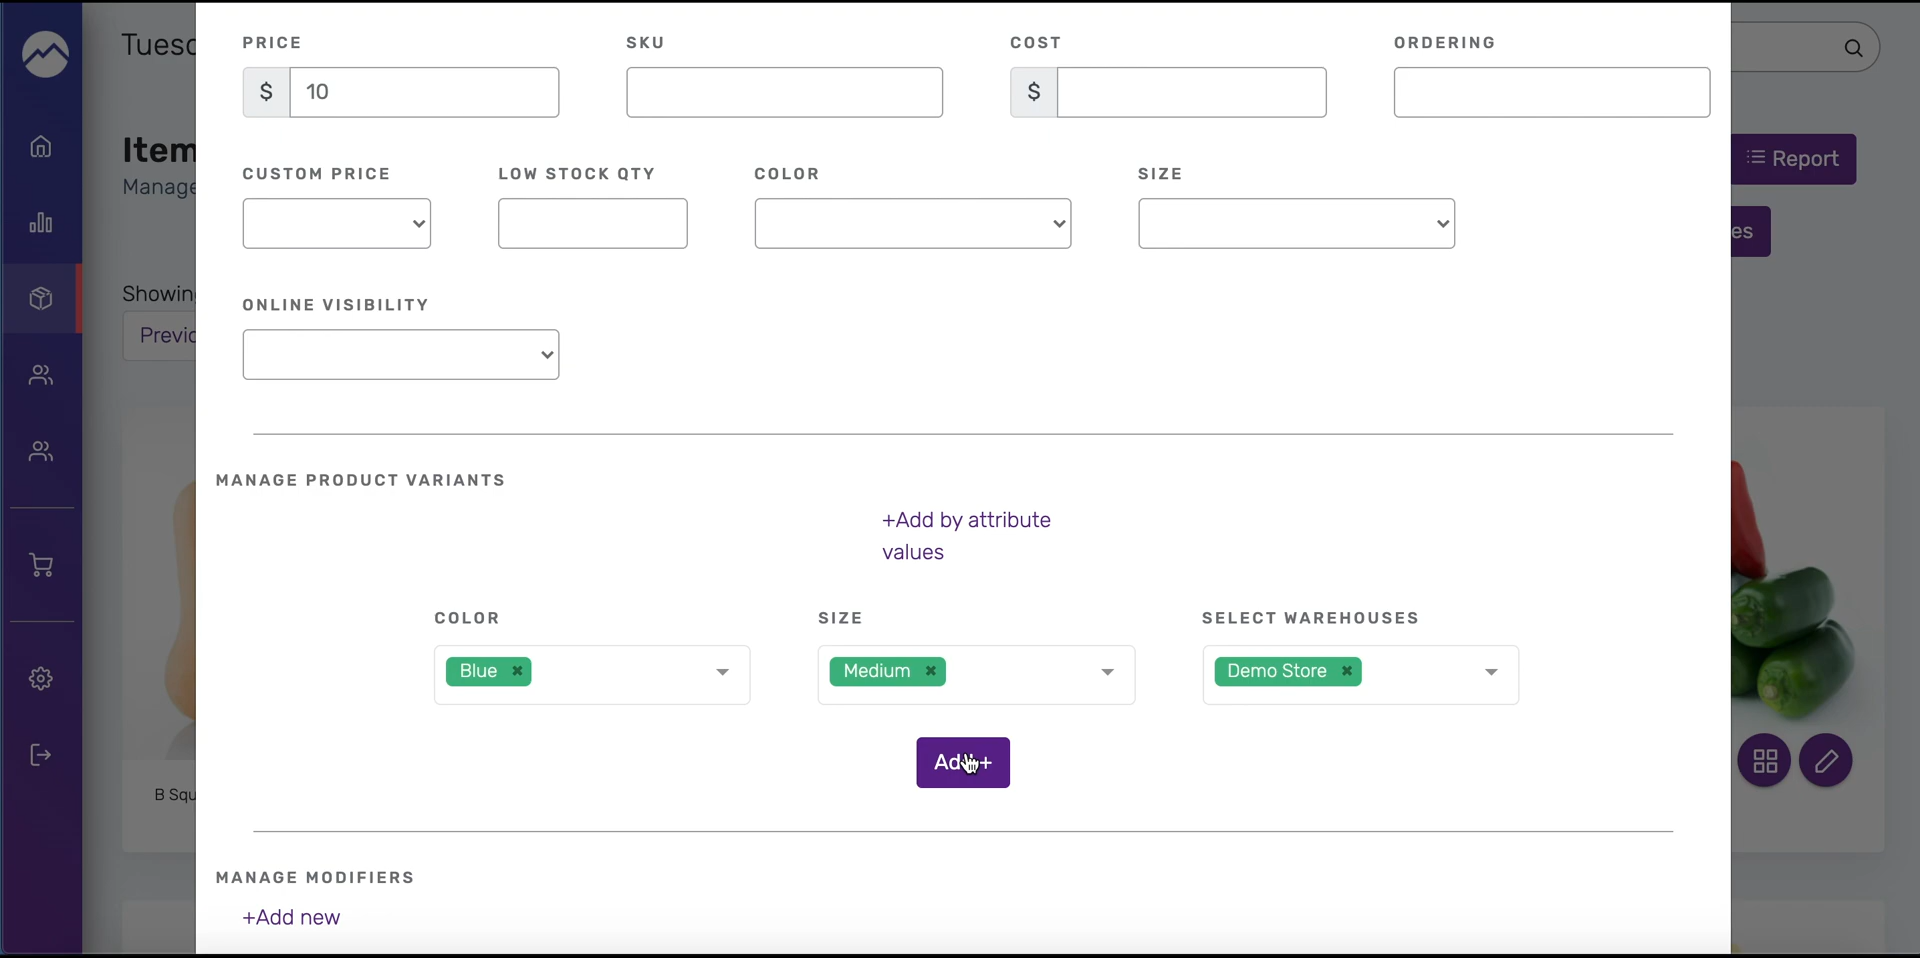 Tuesd
PRICE
SKU
COST
ORDERING
$ 10
$
Item
Manage
Report
CUSTOM PRICE
LOW STOCK QTY
COLOR
SIZE
es
Showin
ONLINE VISIBILITY
Previo
MANAGE PRODUCT VARIANTS
+Add by attribute
values
COLOR
SIZE
SELECT WAREHOUSES
Blue ×
Medium ×
Demo Store ×
Add +
B Squ
MANAGE MODIFIERS
+Add new